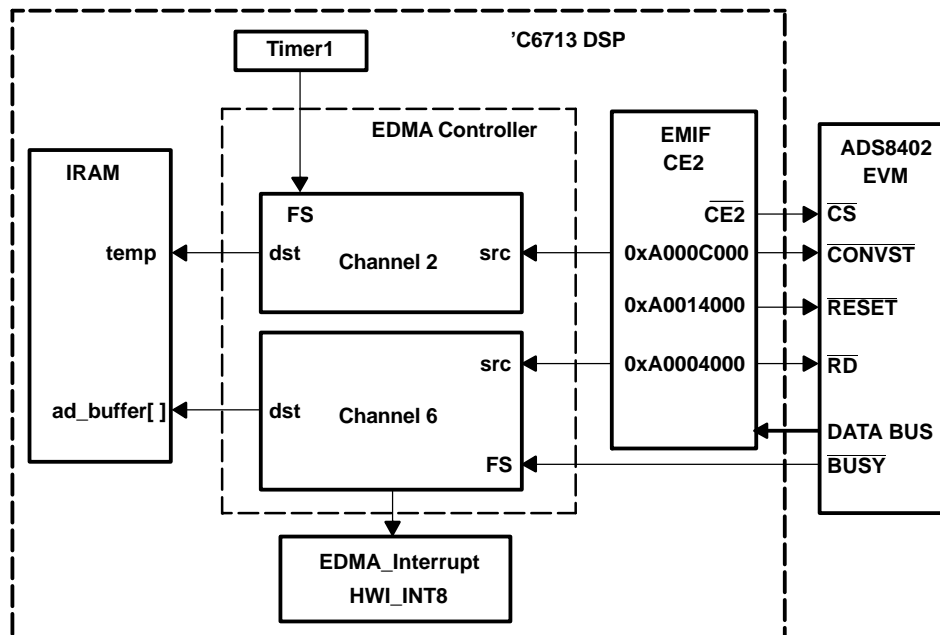 'C6713 DSP
Timer1
EDMA Controller
IRAM
temp
ad_buffer[ ]
FS
dst
Channel 2
src
src
dst
Channel 6
FS
EDMA_Interrupt
HWI_INT8
EMIF
CE2
CE2
0xA000C000
0xA0014000
0xA0004000
ADS8402
EVM
CS
CONVST
RESET
RD
DATA BUS
BUSY